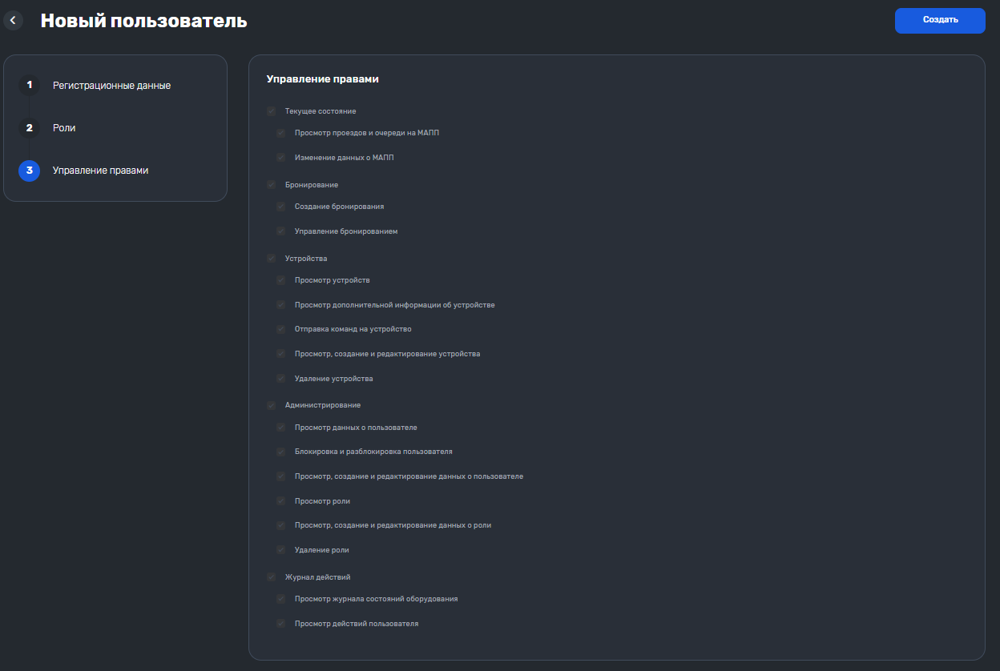 Новый пользователь
Создать
1 Регистрационные данные
2 Роли
3 Управление правами
Управление правами
Текущее состояние
Просмотр проездов и очереди на МАПП
Изменение данных о МАПП
Бронирование
Создание бронирования
Управление бронированием
Устройства
Просмотр устройств
Просмотр дополнительной информации об устройстве
Отправка команд на устройство
Просмотр, создание и редактирование устройства
Удаление устройства
Администрирование
Просмотр данных о пользователе
Блокировка и разблокировка пользователя
Просмотр, создание и редактирование данных о пользователе
Просмотр роли
Просмотр, создание и редактирование данных о роли
Удаление роли
Журнал действий
Просмотр журнала состояний оборудования
Просмотр действий пользователя